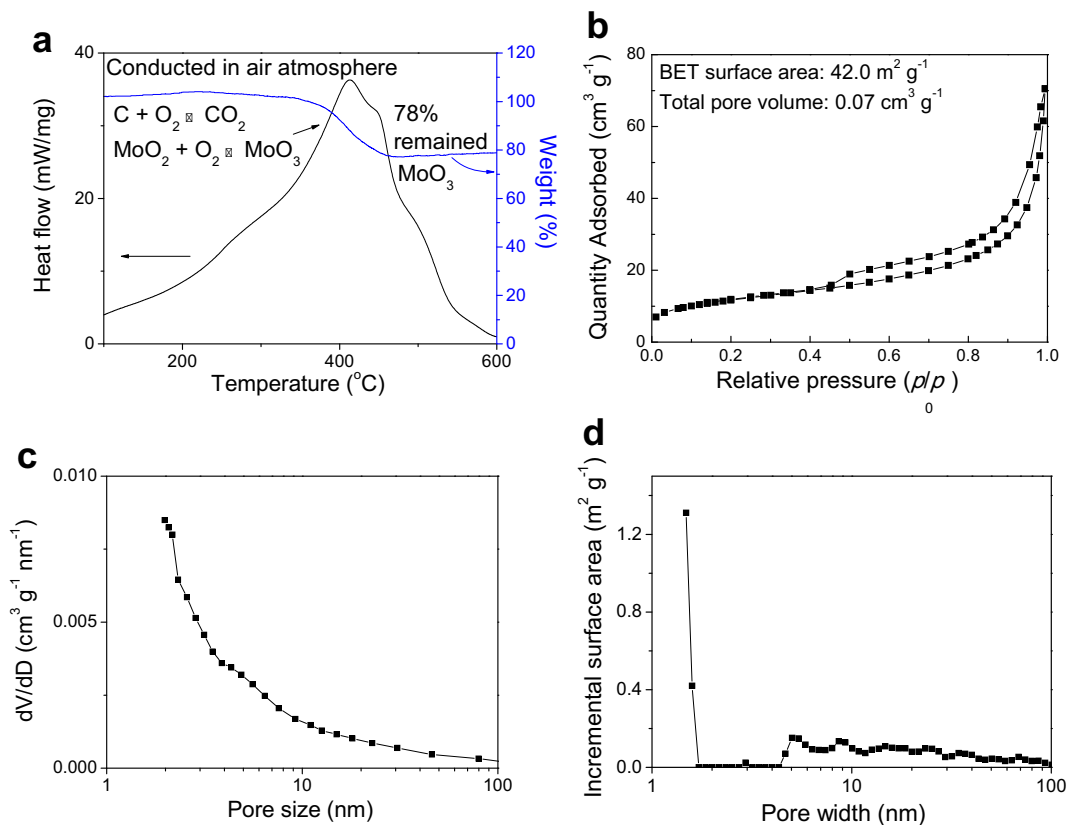 a
Conducted in air atmosphere
C + O₂ → CO₂
MoO₂ + O₂ → MoO₃
78%
remained
MoO₃
40
20
0
120
100
80
60
40
20
0
200
400
600
Heat flow (mW/mg)
Weight (%)
Temperature (°C)
b
BET surface area: 42.0 m² g⁻¹
Total pore volume: 0.07 cm³ g⁻¹
80
60
40
20
0
0.0
0.2
0.4
0.6
0.8
1.0
Quantity Adsorbed (cm³ g⁻¹)
Relative pressure (p/p )
0
c
0.010
0.005
0.000
1
10
100
dV/dD (cm³ g⁻¹ nm⁻¹)
Pore size (nm)
d
1.2
0.8
0.4
0.0
1
10
100
Incremental surface area (m² g⁻¹)
Pore width (nm)